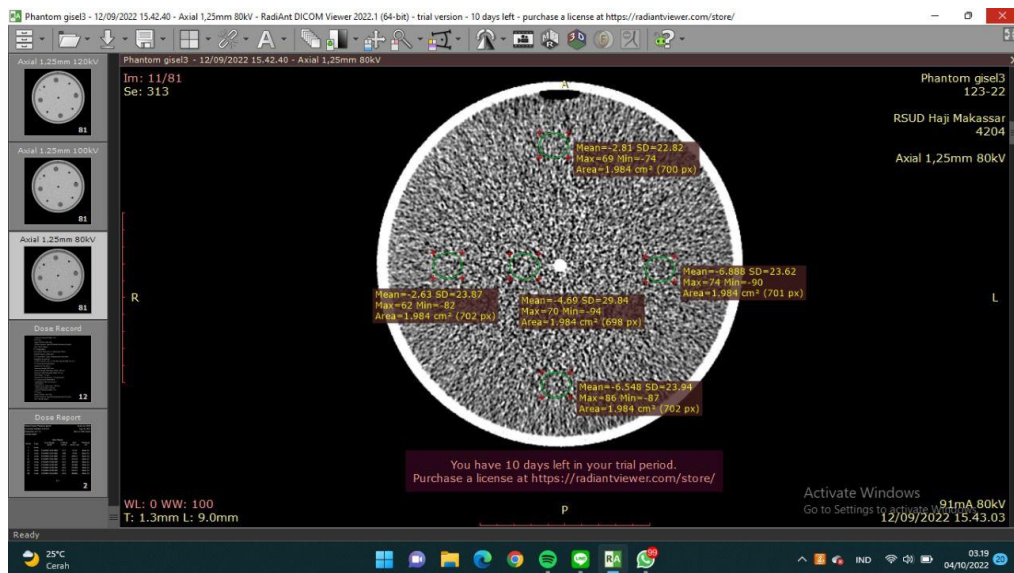 Phantom gisel3 - 12/09/2022 15.42.40 - Axial 1,25mm 80kV - RadiAnt DICOM Viewer 2022.1 (64-bit) - trial version - 10 days left - purchase a license at https://radiantviewer.com/store/
Axial 1.25mm 120kV
81
Axial 1.25mm 100kV
81
Axial 1.25mm 80kV
81
Dose Record
12
Dose Report
2
Phantom gisel3 - 12/09/2022 15.42.40 - Axial 1,25mm 80kV
Im: 11/81
Se: 313
A
Phantom gisel3
123-22
RSUD Haji Makassar
4204
Axial 1,25mm 80kV
Mean=-2.81 SD=22.82
Max=69 Min=-74
Area=1.984 cm² (700 px)
R
Mean=-2.63 SD=23.87
Max=62 Min=-82
Area=1.984 cm² (702 px)
Mean=-4.69 SD=29.84
Max=70 Min=-94
Area=1.984 cm² (698 px)
Mean=-6.888 SD=23.62
Max=74 Min=-90
Area=1.984 cm² (701 px)
L
Mean=-6.548 SD=23.94
Max=86 Min=-87
Area=1.984 cm² (702 px)
You have 10 days left in your trial period.
Purchase a license at https://radiantviewer.com/store/
WL: 0 WW: 100
T: 1.3mm L: 9.0mm
P
Activate Windows
Go to Settings to activate Windows.
91mA 80kV
12/09/2022 15.43.03
Ready
25°C
Cerah
RA
99
IND
03.19
04/10/2022
20